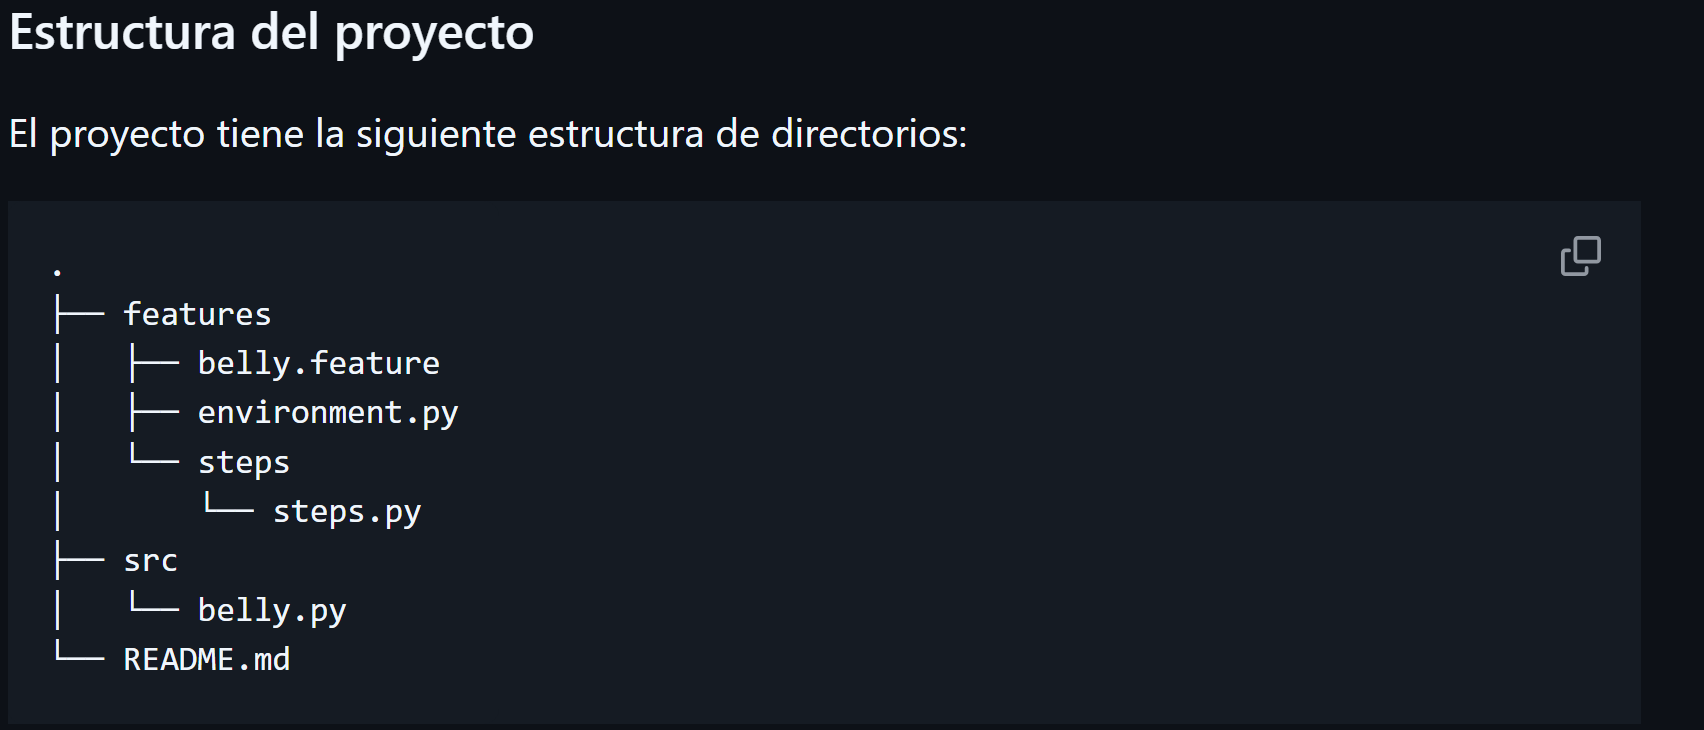 Estructura del proyecto
El proyecto tiene la siguiente estructura de directorios:
.
├── features
│   ├── belly.feature
│   ├── environment.py
│   └── steps
│       └── steps.py
├── src
│   └── belly.py
└── README.md